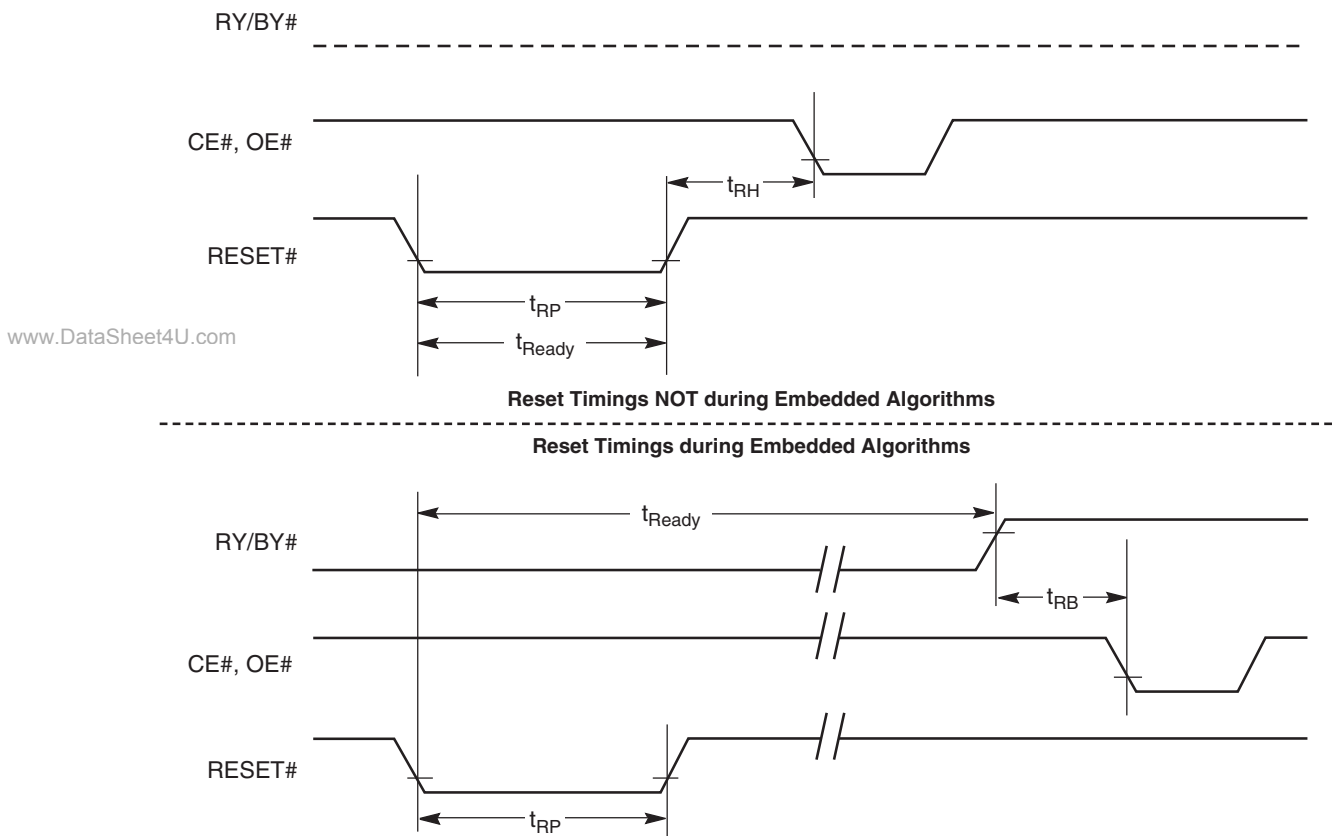 RY/BY#
CE#, OE#
tRH
RESET#
tRP
www.DataSheet4U.com
tReady
Reset Timings NOT during Embedded Algorithms
Reset Timings during Embedded Algorithms
tReady
RY/BY#
tRB
CE#, OE#
RESET#
tRP